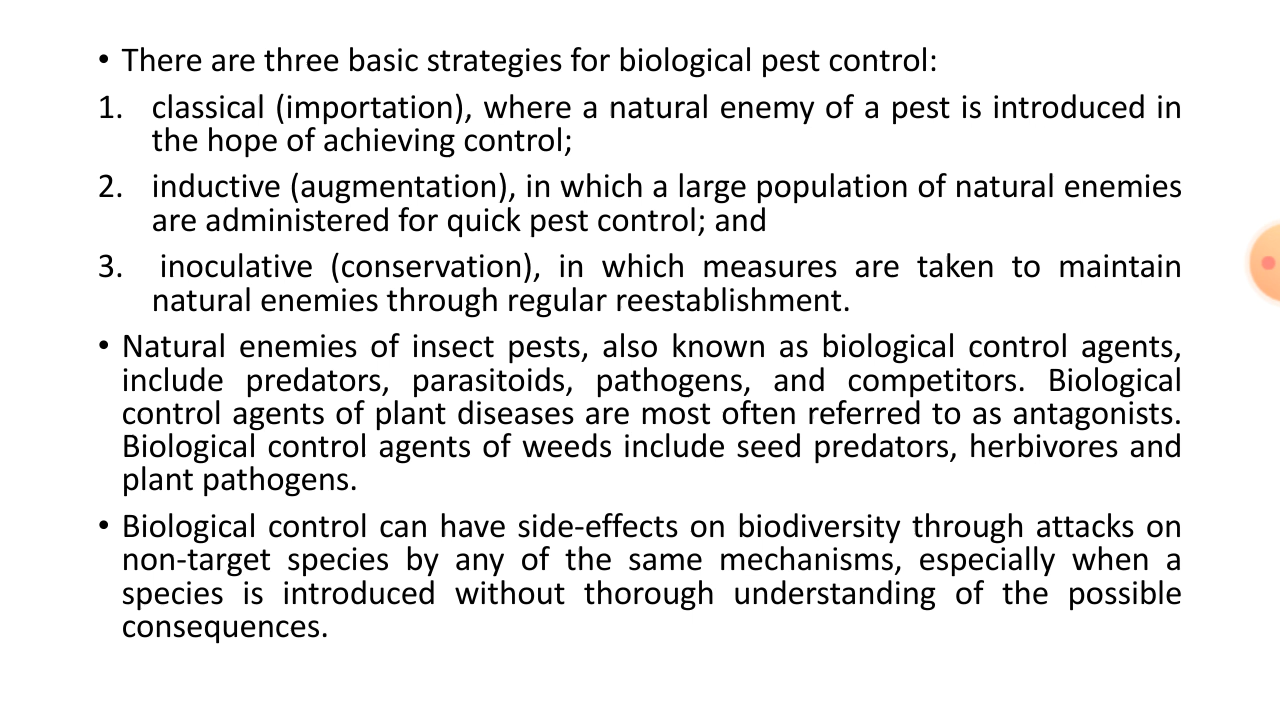 • There are three basic strategies for biological pest control:
1. classical (importation), where a natural enemy of a pest is introduced in
the hope of achieving control;
2. inductive (augmentation), in which a large population of natural enemies
are administered for quick pest control; and
3. inoculative (conservation), in which measures are taken to maintain
natural enemies through regular reestablishment.
• Natural enemies of insect pests, also known as biological control agents,
include predators, parasitoids, pathogens, and competitors. Biological
control agents of plant diseases are most often referred to as antagonists.
Biological control agents of weeds include seed predators, herbivores and
plant pathogens.
• Biological control can have side-effects on biodiversity through attacks on
non-target species by any of the same mechanisms, especially when a
species is introduced without thorough understanding of the possible
consequences.